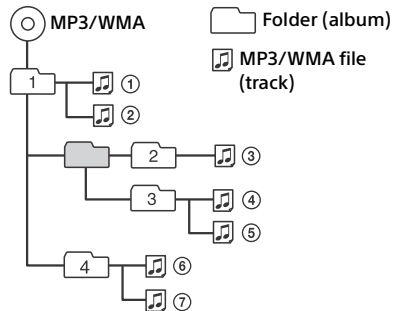 MP3/WMA
Folder (album)
MP3/WMA file
(track)
1
①
②
2
③
3
④
⑤
4
⑥
⑦